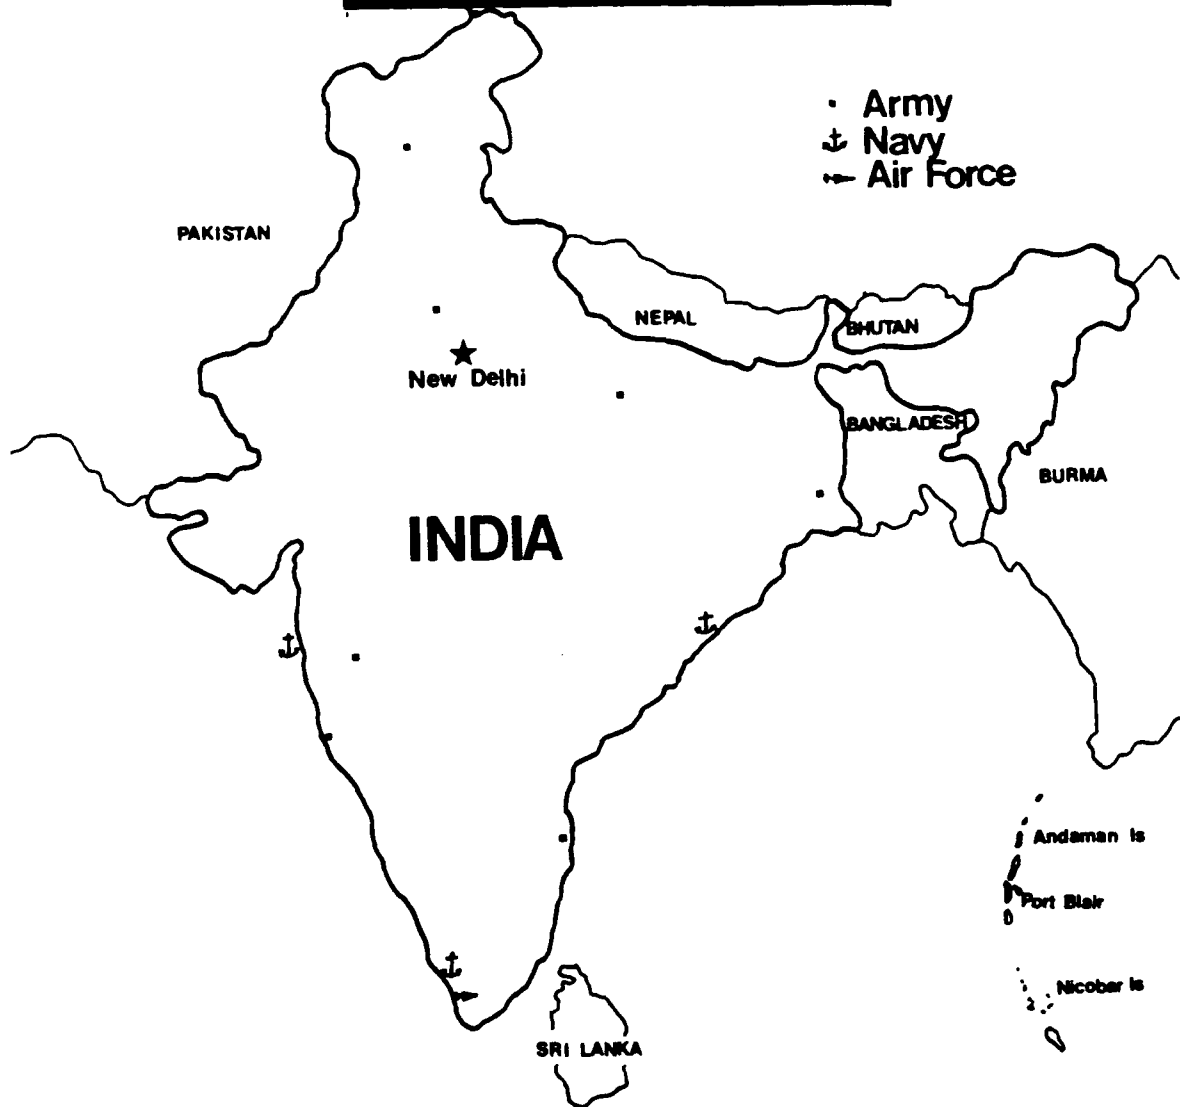 Army
Navy
Air Force
PAKISTAN
NEPAL
BHUTAN
New Delhi
BANGLADESH
BURMA
INDIA
Andaman Is
Port Blair
Nicobar Is
SRI LANKA